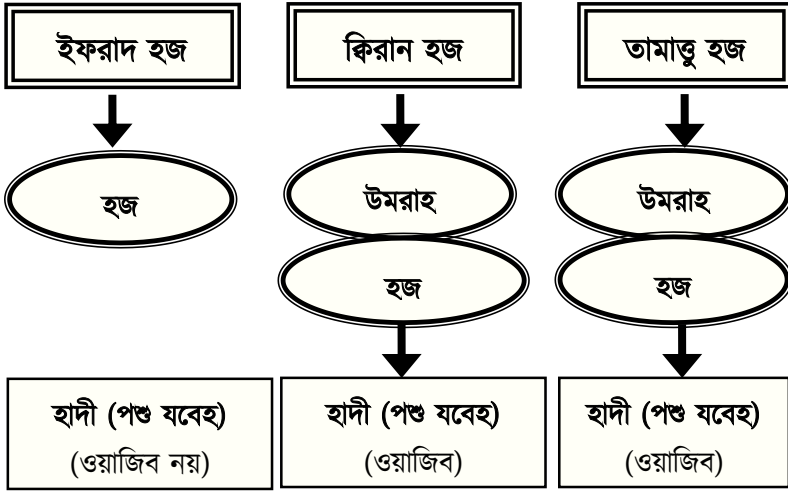 ইফরাদ হজ
ক্বিরান হজ
তামাত্তু হজ
হজ
উমরাহ
উমরাহ
হজ
হজ
হাদী (পশু যবেহ)
(ওয়াজিব নয়)
হাদী (পশু যবেহ)
(ওয়াজিব)
হাদী (পশু যবেহ)
(ওয়াজিব)